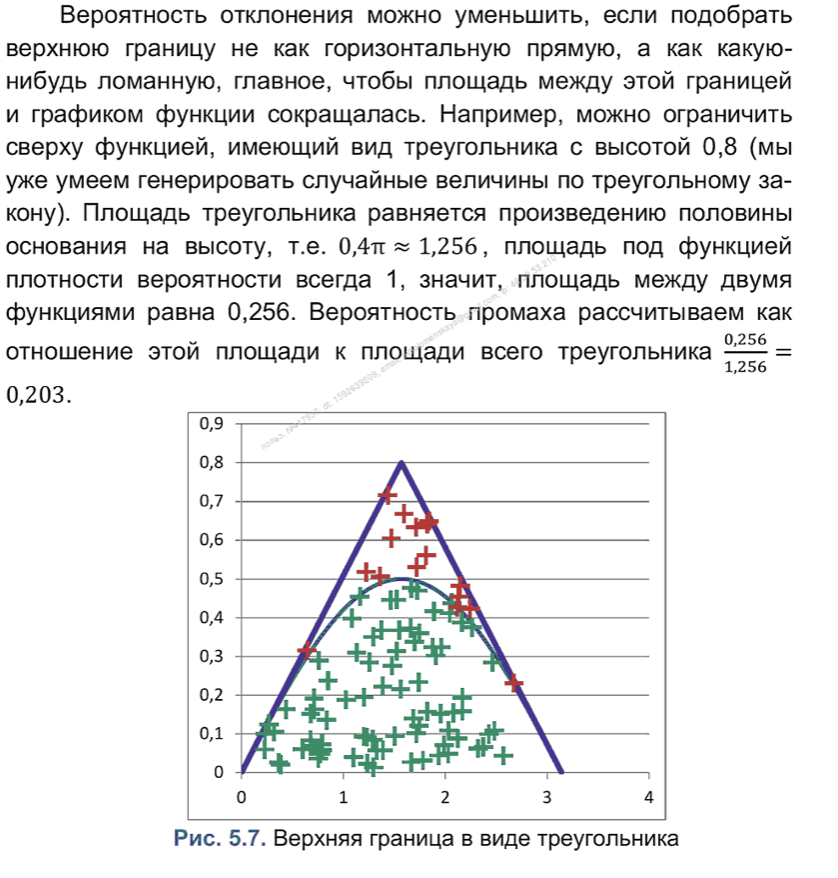 Вероятность отклонения можно уменьшить, если подобрать
верхнюю границу не как горизонтальную прямую, а как какую-
нибудь ломанную, главное, чтобы площадь между этой границей
и графиком функции сокращалась. Например, можно ограничить
сверху функцией, имеющий вид треугольника с высотой 0,8 (мы
уже умеем генерировать случайные величины по треугольному за-
кону). Площадь треугольника равняется произведению половины
основания на высоту, т.е. 0,4π ≈ 1,256, площадь под функцией
плотности вероятности всегда 1, значит, площадь между двумя
функциями равна 0,256. Вероятность промаха рассчитываем как
отношение этой площади к площади всего треугольника 0,256/1,256 =
0,203.
0,9
0,8
0,7
0,6
0,5
0,4
0,3
0,2
0,1
0
0 1 2 3 4
Рис. 5.7. Верхняя граница в виде треугольника